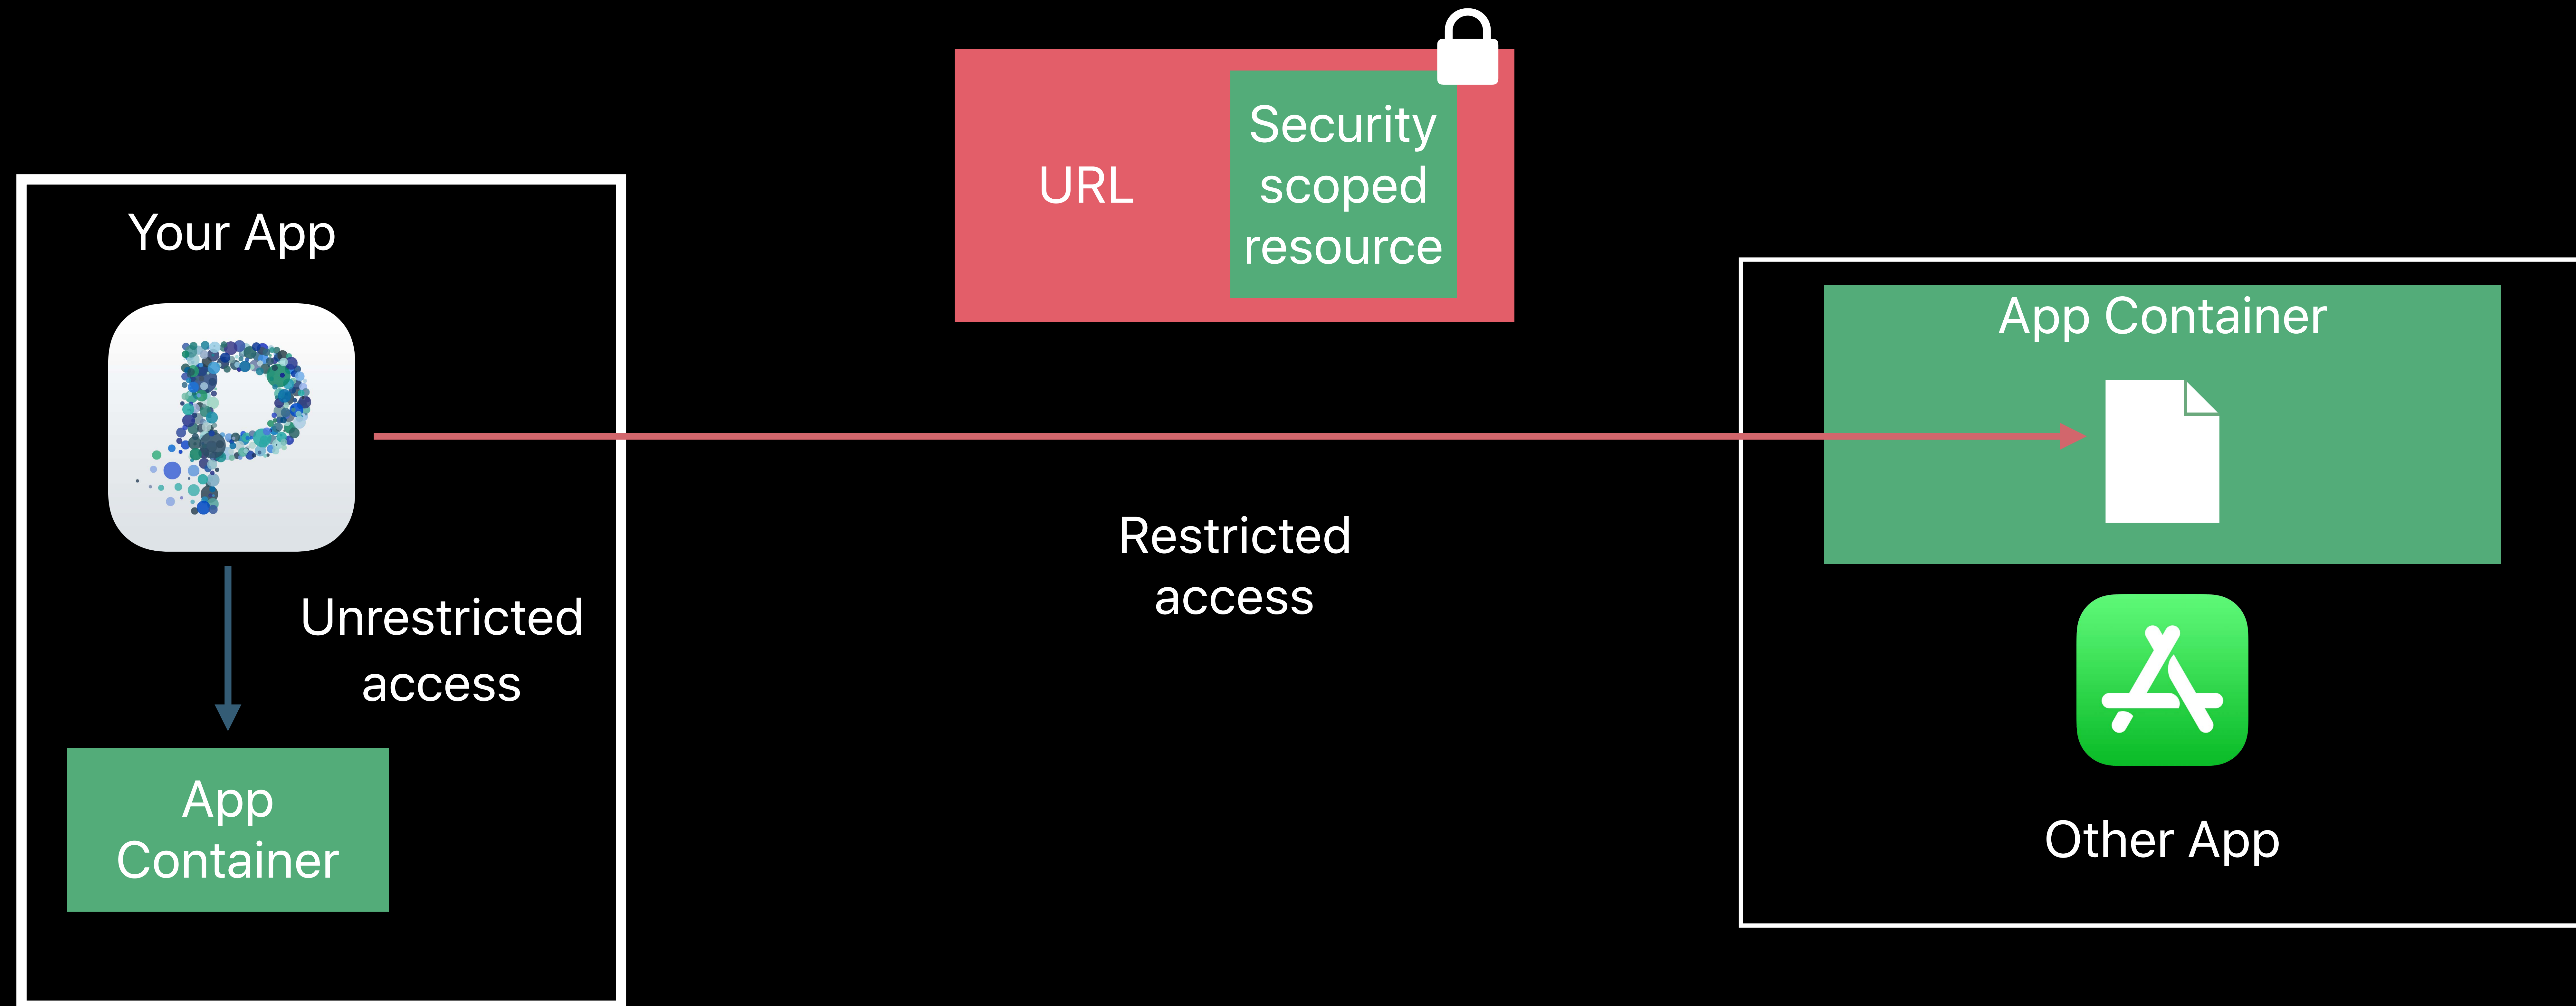 Your App
Unrestricted
access
App
Container
URL
Security
scoped
resource
Restricted
access
App Container
Other App